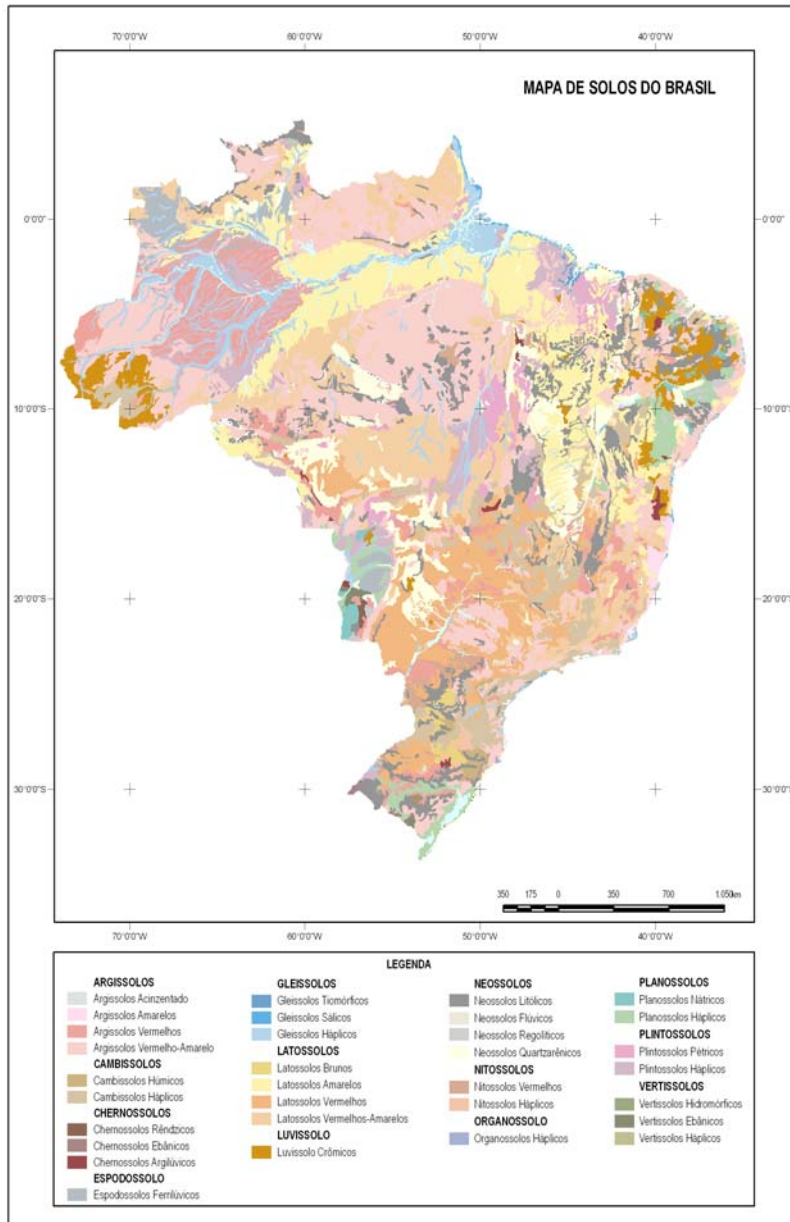 70°0'0"W 60°0'0"W 50°0'0"W 40°0'0"W
MAPA DE SOLOS DO BRASIL
0°0'0" 0°0'0"
10°0'0"S 10°0'0"S
20°0'0"S 20°0'0"S
30°0'0"S 30°0'0"S
350 175 0 350 700 1.050km
70°0'0"W 60°0'0"W 50°0'0"W 40°0'0"W
LEGENDA
ARGISSOLOS
Argissolos Acinzentado
Argissolos Amarelos
Argissolos Vermelhos
Argissolos Vermelho-Amarelo
CAMBISSOLOS
Cambissolos Húmicos
Cambissolos Háplicos
CHERNOSSOLOS
Chernossolos Rêndzicos
Chernossolos Ebânicos
Chernossolos Argilúvicos
ESPODOSSOLO
Espodossolos Ferrilúvicos
GLEISSOLOS
Gleissolos Tiomórficos
Gleissolos Sálicos
Gleissolos Háplicos
LATOSSOLOS
Latossolos Brunos
Latossolos Amarelos
Latossolos Vermelhos
Latossolos Vermelhos-Amarelos
LUVISSOLO
Luvissolo Crômicos
NEOSSOLOS
Neossolos Litólicos
Neossolos Flúvicos
Neossolos Regolíticos
Neossolos Quartzarênicos
NITOSSOLOS
Nitossolos Vermelhos
Nitossolos Háplicos
ORGANOSSOLO
Organossolos Háplicos
PLANOSSOLOS
Planossolos Nátricos
Planossolos Háplicos
PLINTOSSOLOS
Plintossolos Pétricos
Plintossolos Háplicos
VERTISSOLOS
Vertissolos Hidromórficos
Vertissolos Ebânicos
Vertissolos Háplicos